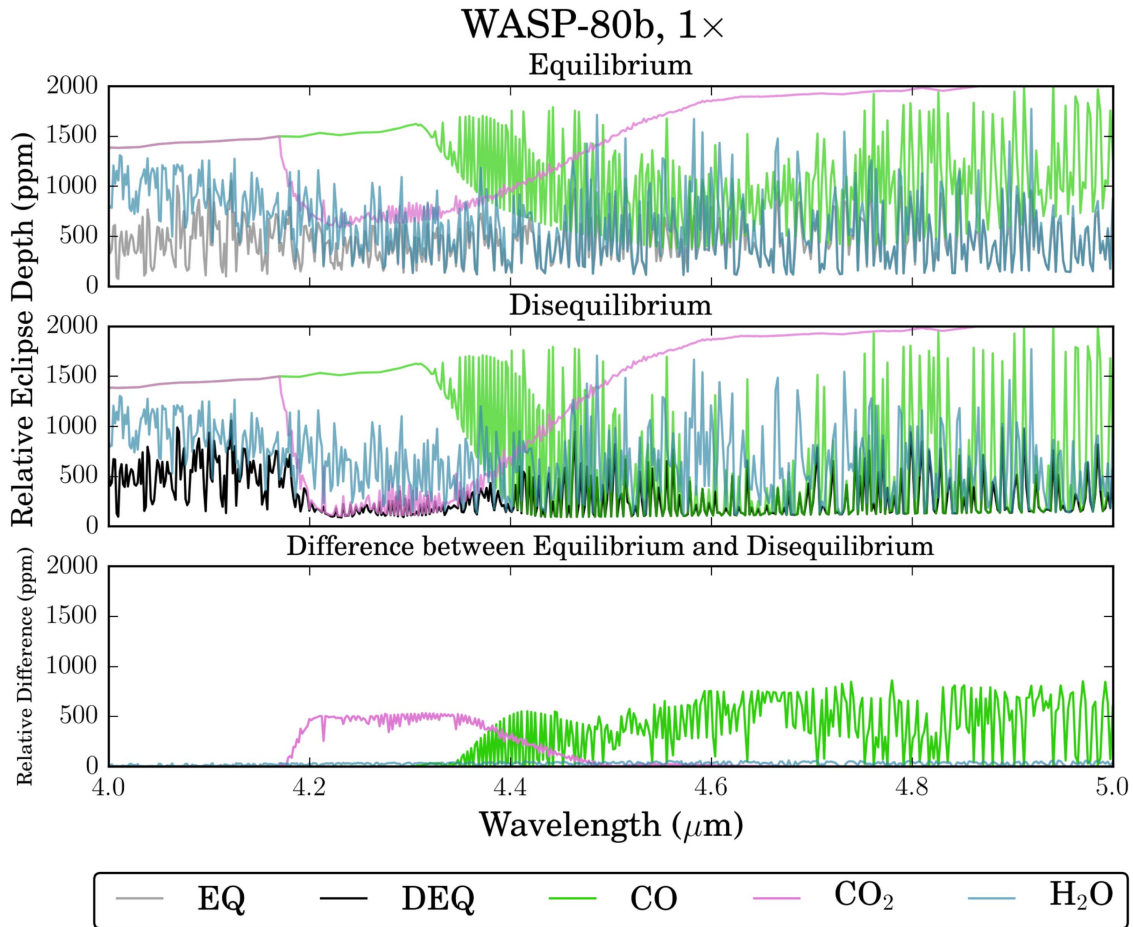 WASP-80b, 1×
Equilibrium
2000
1500
1000
500
0
Disequilibrium
2000
1500
1000
500
0
Difference between Equilibrium and Disequilibrium
2000
1500
1000
500
0
Relative Eclipse Depth (ppm)
Relative Difference (ppm)
4.0 4.2 4.4 4.6 4.8 5.0
Wavelength (μm)
EQ DEQ CO CO₂ H₂O